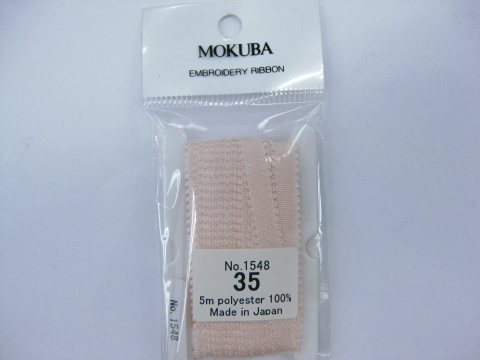 MOKUBA
EMBROIDERY RIBBON
No.1548
35
5m polyester 100%
Made in Japan
No. 1548